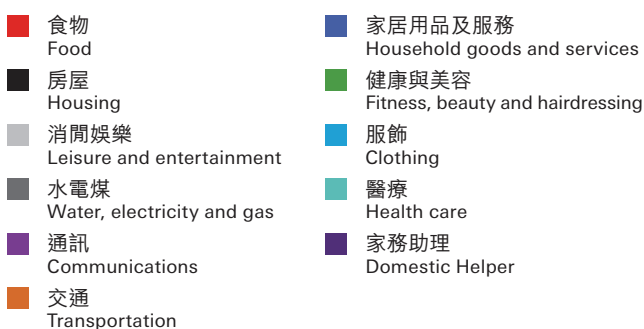 食物
Food
房屋
Housing
消閒娛樂
Leisure and entertainment
水電煤
Water, electricity and gas
通訊
Communications
交通
Transportation
家居用品及服務
Household goods and services
健康與美容
Fitness, beauty and hairdressing
服飾
Clothing
醫療
Health care
家務助理
Domestic Helper